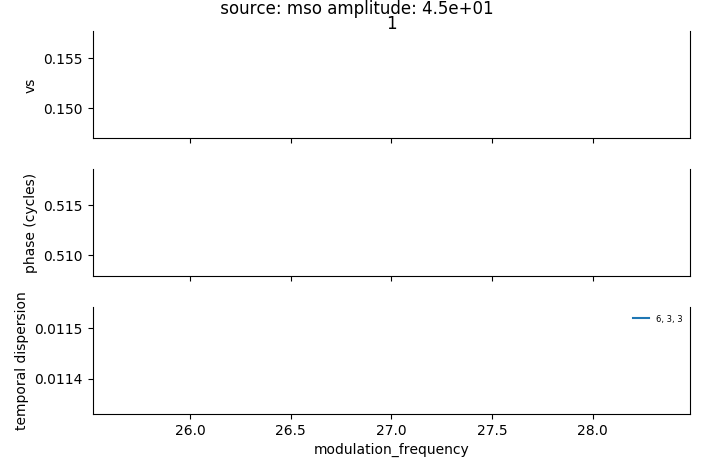 source: mso amplitude: 4.5e+01
1
0.155
0.150
vs
0.515
0.510
phase (cycles)
0.0115
0.0114
temporal dispersion
6, 3, 3
26.0 26.5 27.0 27.5 28.0
modulation_frequency